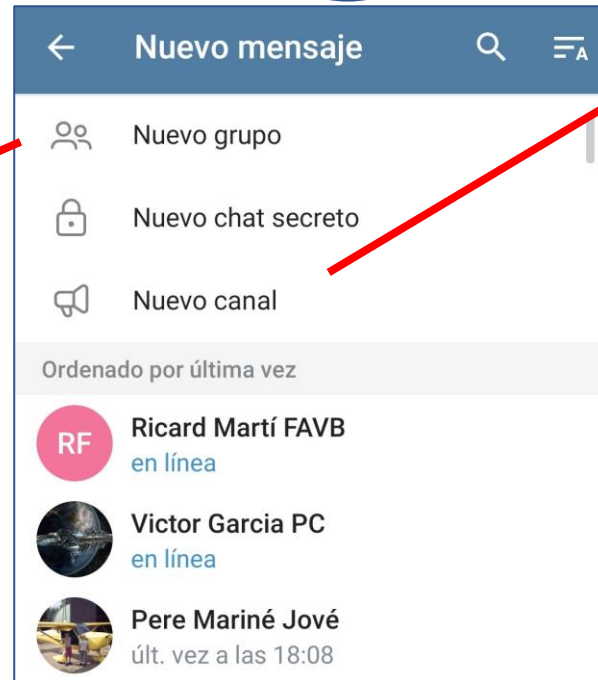 Nuevo mensaje
A
Nuevo grupo
Nuevo chat secreto
Nuevo canal
Ordenado por última vez
RF
Ricard Martí FAVB
en línea
Victor Garcia PC
en línea
Pere Mariné Jové
últ. vez a las 18:08